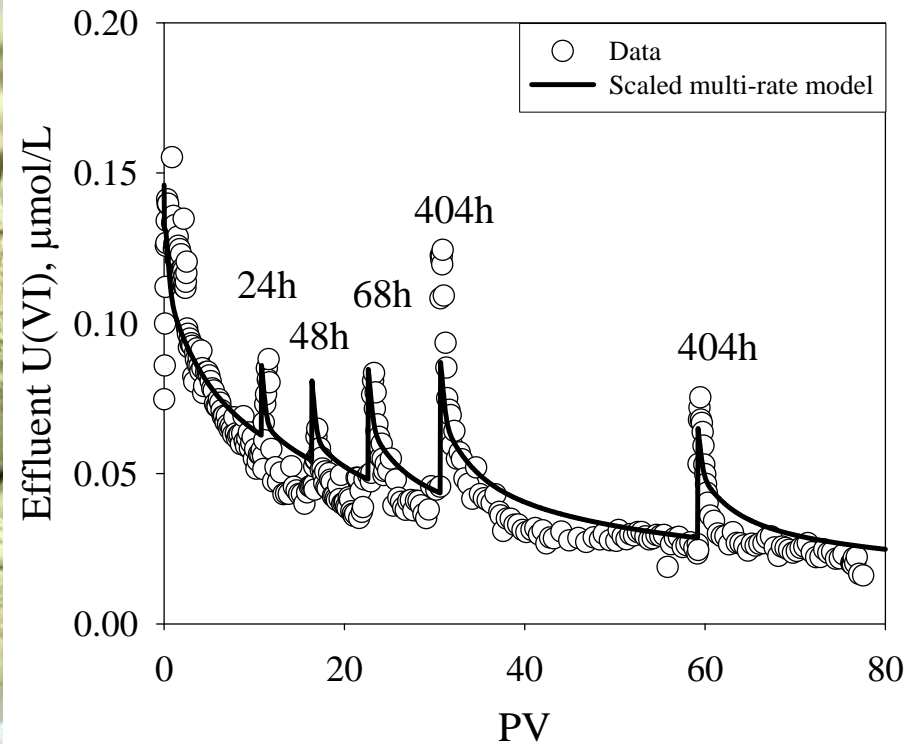 0.20
0.15
0.10
0.05
0.00
Effluent U(VI), µmol/L
Data
Scaled multi-rate model
24h
48h
68h
404h
404h
0 20 40 60 80
PV